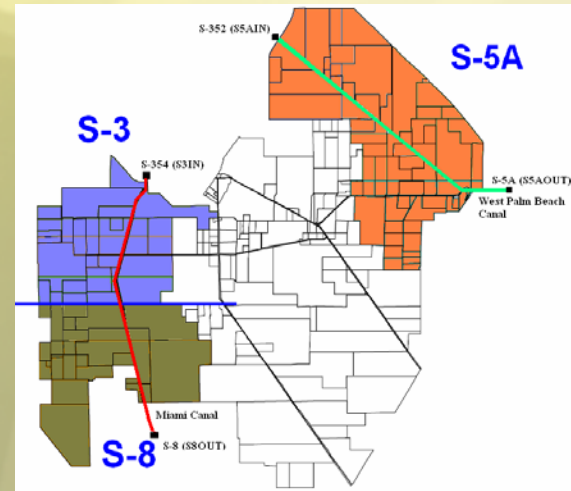 S-352 (S5AIN)
S-5A
S-3
S-354 (S3IN)
S-5A (S5AOUT)
West Palm Beach
Canal
Miami Canal
S-8 (S8OUT)
S-8